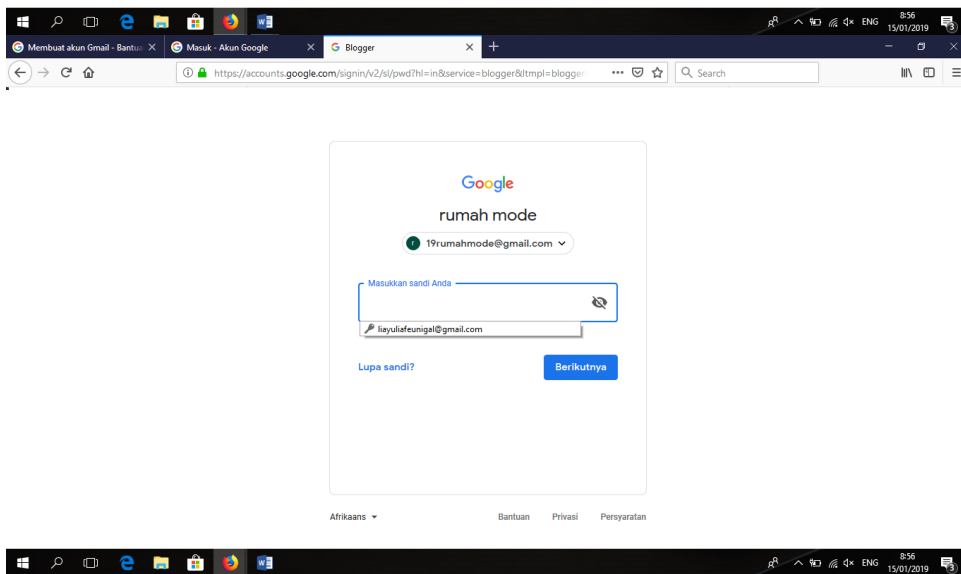 8:56
ENG
15/01/2019
Membuat akun Gmail - Bantua
Masuk - Akun Google
Blogger
https://accounts.google.com/signin/v2/sl/pwd?hl=in&service=blogger&ltmpl=blogger
Search
Google
rumah mode
r 19rumahmode@gmail.com
Masukkan sandi Anda
liayuliafeunigal@gmail.com
Lupa sandi?
Berikutnya
Afrikaans
Bantuan Privasi Persyaratan
8:56
ENG
15/01/2019